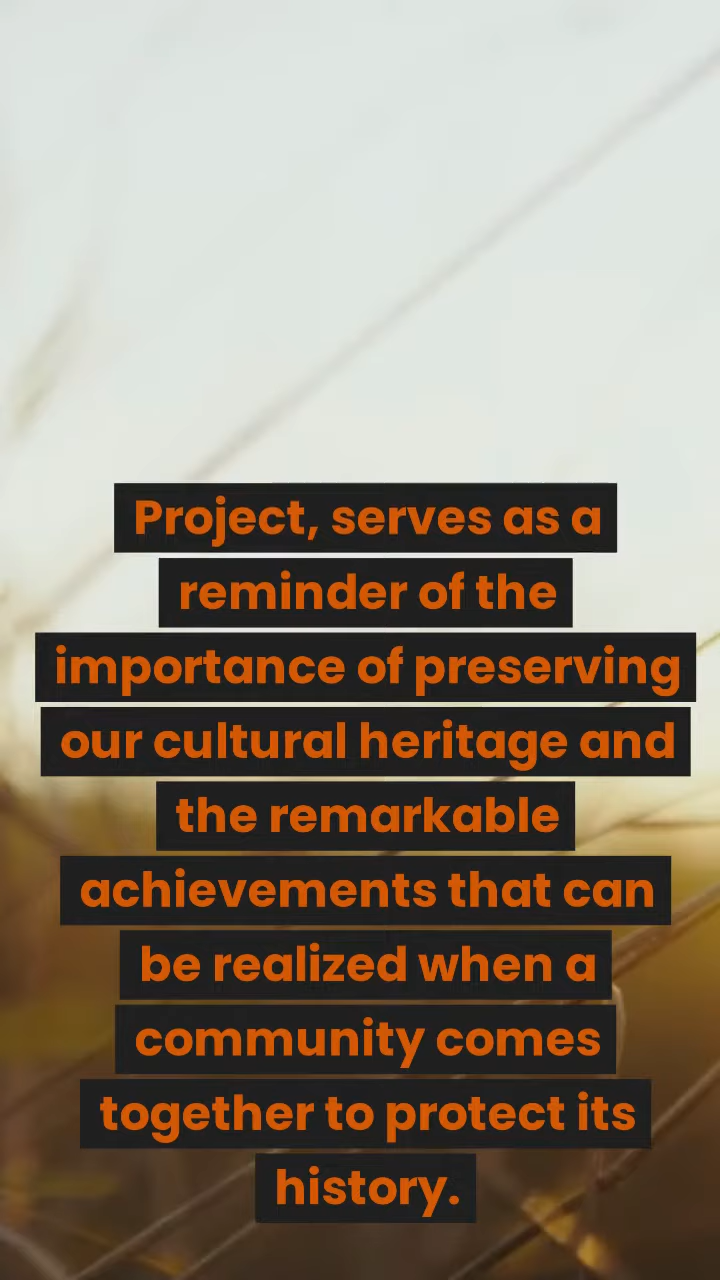 Project, serves as a
reminder of the
importance of preserving
our cultural heritage and
the remarkable
achievements that can
be realized when a
community comes
together to protect its
history.